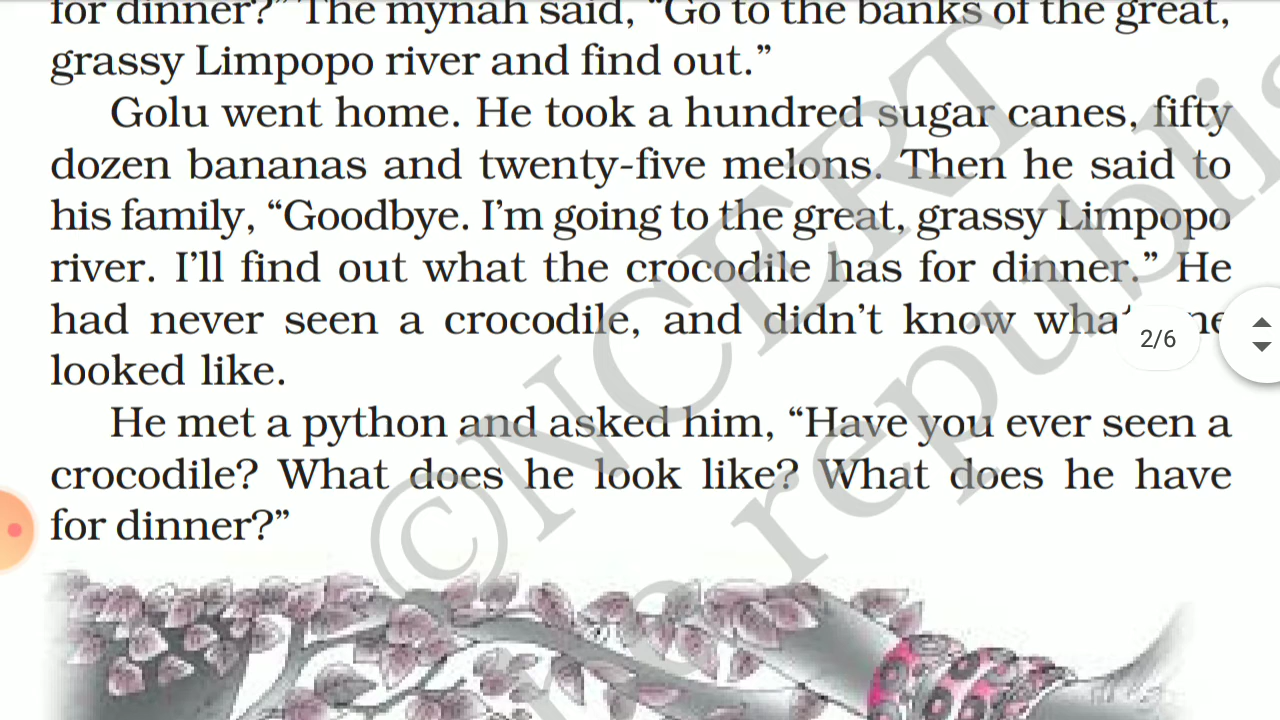 for dinner?” The mynah said, “Go to the banks of the great,
grassy Limpopo river and find out.”
Golu went home. He took a hundred sugar canes, fifty
dozen bananas and twenty-five melons. Then he said to
his family, “Goodbye. I’m going to the great, grassy Limpopo
river. I’ll find out what the crocodile has for dinner.” He
had never seen a crocodile, and didn’t know
2/6
looked like.
He met a python and asked him, “Have you ever seen a
crocodile? What does he look like? What does he have
for dinner?”
©NCERT